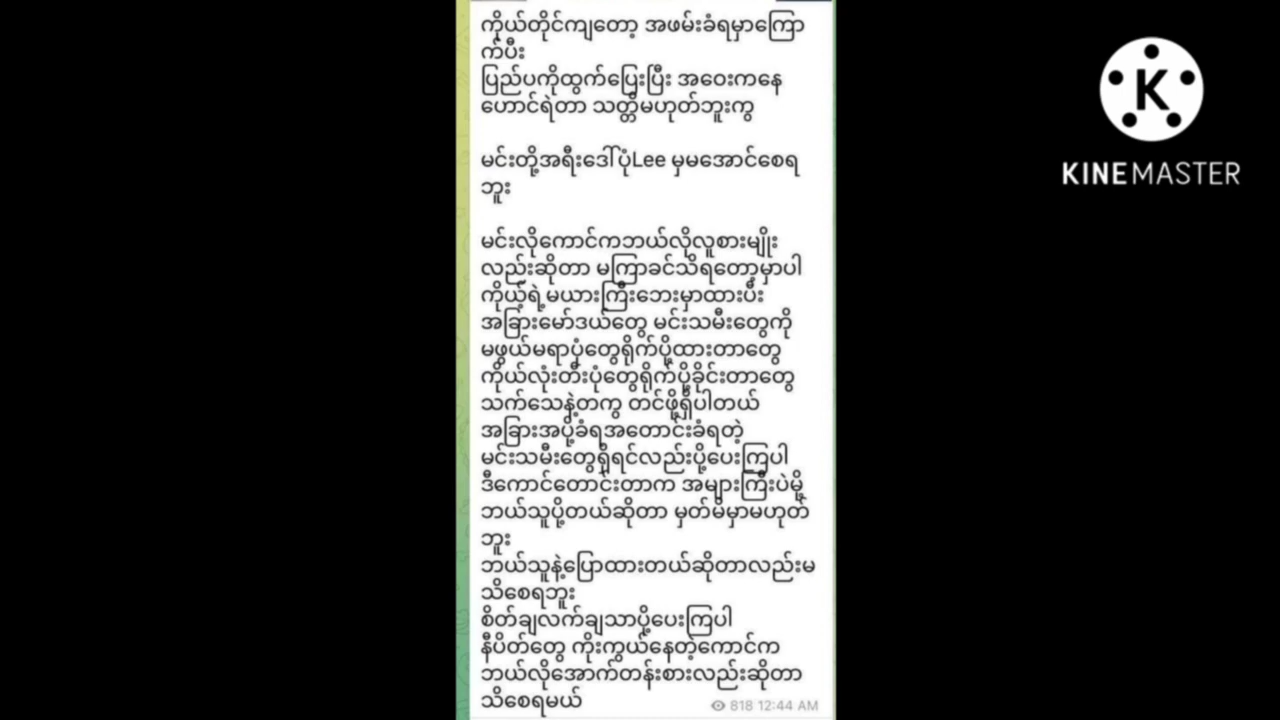 ကိုယ်တိုင်ကျတော့ အဖမ်းခံရမှာကြော
က်ပီး
ပြည်ပကိုထွက်ပြေးပြီး အဝေးကနေ
ဟောင်ရဲတာ သတ္တိမဟုတ်ဘူးကွ
မင်းတို့အရီးဒေါ်ပုံLee မှမအောင်စေရ
ဘူး
မင်းလိုကောင်ကဘယ်လိုလူစားမျိုး
လည်းဆိုတာ မကြာခင်သိရတော့မှာပါ
ကိုယ့်ရဲ့မယားကြီးဘေးမှာထားပီး
အခြားမော်ဒယ်တွေ မင်းသမီးတွေကို
မဖွယ်မရာပုံတွေရိုက်ပို့ထားတာတွေ
ကိုယ်လုံးတီးပုံတွေရိုက်ပို့ခိုင်းတာတွေ
သက်သေနဲ့တကွ တင်ဖို့ရှိပါတယ်
အခြားအပို့ခံရအတောင်းခံရတဲ့
မင်းသမီးတွေရှိရင်လည်းပို့ပေးကြပါ
ဒီကောင်တောင်းတာက အများကြီးပဲမို့
ဘယ်သူပို့တယ်ဆိုတာ မှတ်မိမှာမဟုတ်
ဘူး
ဘယ်သူနဲ့ပြောထားတယ်ဆိုတာလည်းမ
သိစေရဘူး
စိတ်ချလက်ချသာပို့ပေးကြပါ
နီပိတ်တွေ ကိုးကွယ်နေတဲ့ကောင်က
ဘယ်လိုအောက်တန်းစားလည်းဆိုတာ
သိစေရမယ်
818 12:44 AM
K
KINEMASTER